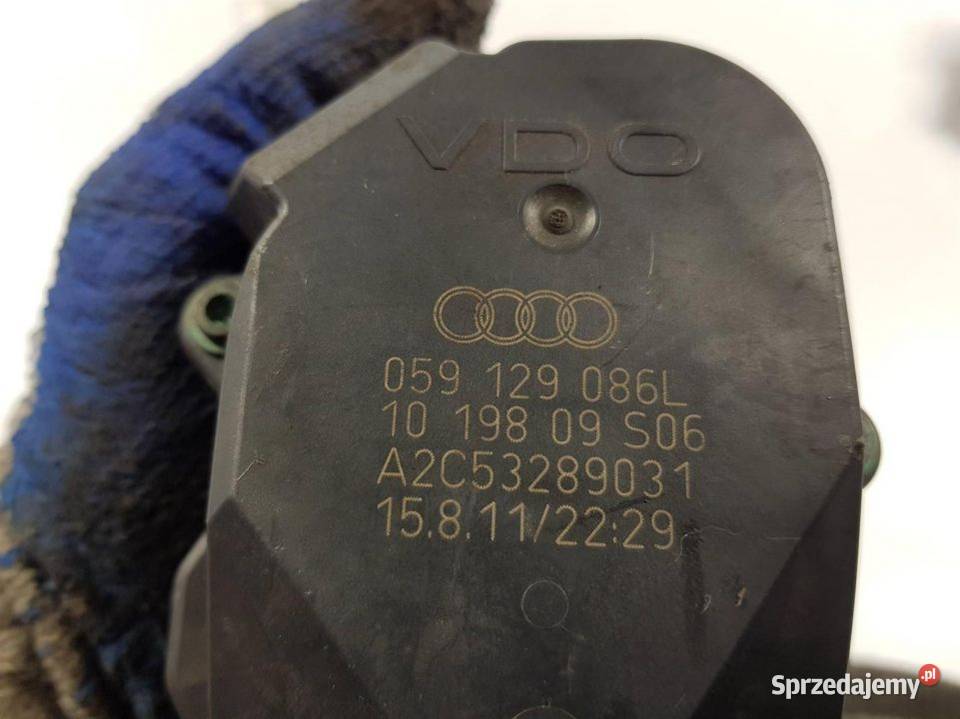 VDO
059 129 086L
10 198 09 S06
A2C53289031
15.8.11/22:29
Sprzedajemy.pl